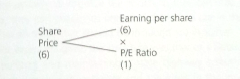 Earning per share
(6)
Share
Price
(6)
×
P/E Ratio
(1)